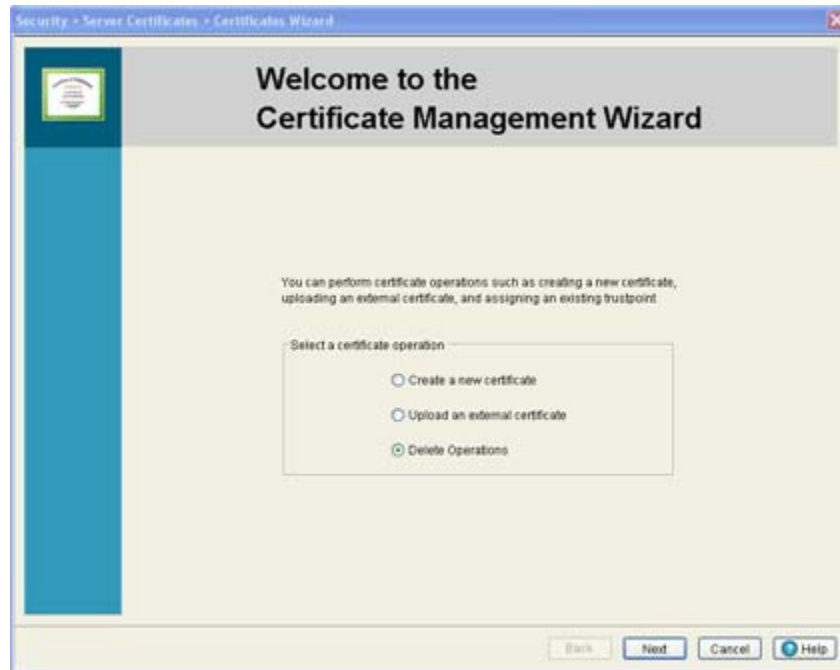 Security > Server Certificates > Certificates Wizard
Welcome to the
Certificate Management Wizard
You can perform certificate operations such as creating a new certificate,
uploading an external certificate, and assigning an existing trustpoint
Select a certificate operation
Create a new certificate
Upload an external certificate
Delete Operations
Back
Next
Cancel
Help